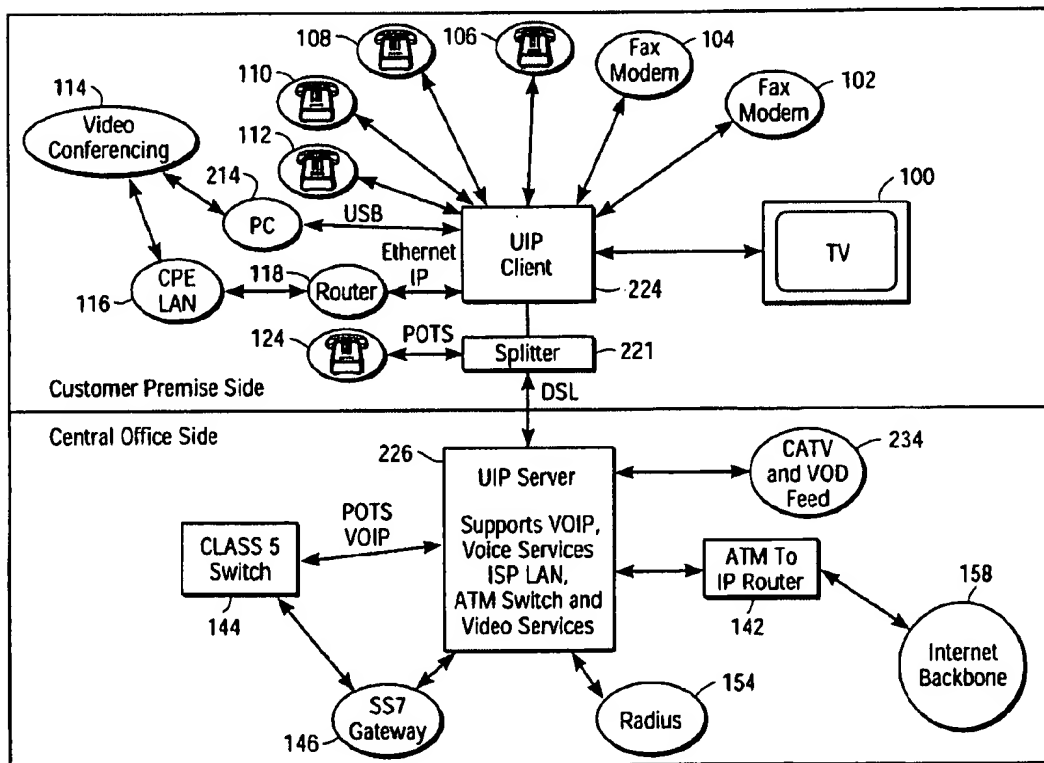 108
106
104
Fax
Modem
102
Fax
Modem
110
114
Video
Conferencing
112
100
TV
214
PC
USB
UIP
Client
224
Ethernet
IP
118
Router
CPE
LAN
116
124
POTS
Splitter
221
Customer Premise Side
DSL
Central Office Side
226
UIP Server
Supports VOIP,
Voice Services
ISP LAN,
ATM Switch and
Video Services
234
CATV
and VOD
Feed
POTS
VOIP
CLASS 5
Switch
144
ATM To
IP Router
142
158
Internet
Backbone
SS7
Gateway
146
154
Radius